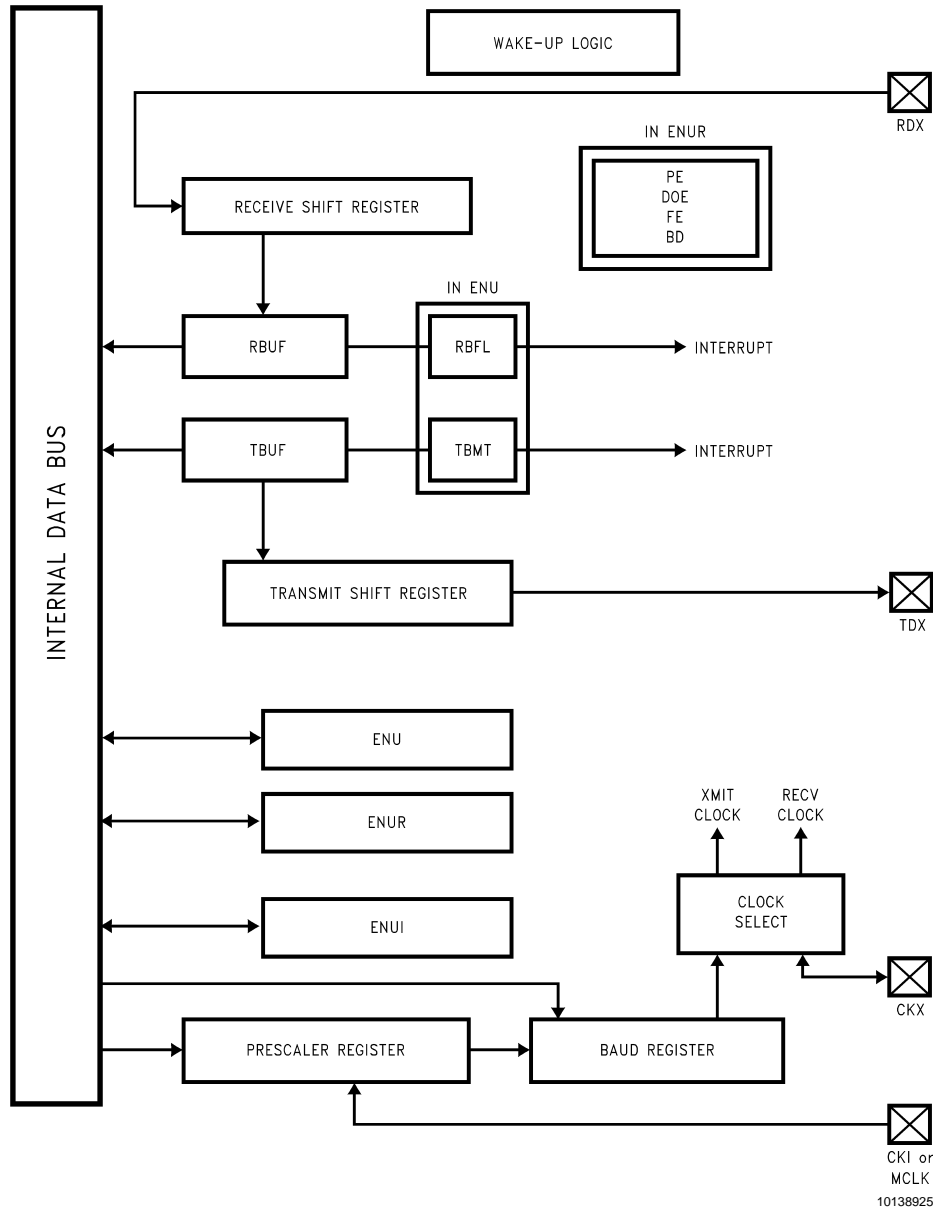 WAKE-UP LOGIC
RDX
IN ENUR
PE
DOE
FE
BD
RECEIVE SHIFT REGISTER
IN ENU
RBUF
RBFL
INTERRUPT
TBUF
TBMT
INTERRUPT
INTERNAL DATA BUS
TRANSMIT SHIFT REGISTER
TDX
ENU
XMIT
CLOCK
RECV
CLOCK
ENUR
CLOCK
SELECT
ENUI
CKX
PRESCALER REGISTER
BAUD REGISTER
CKI or
MCLK
10138925